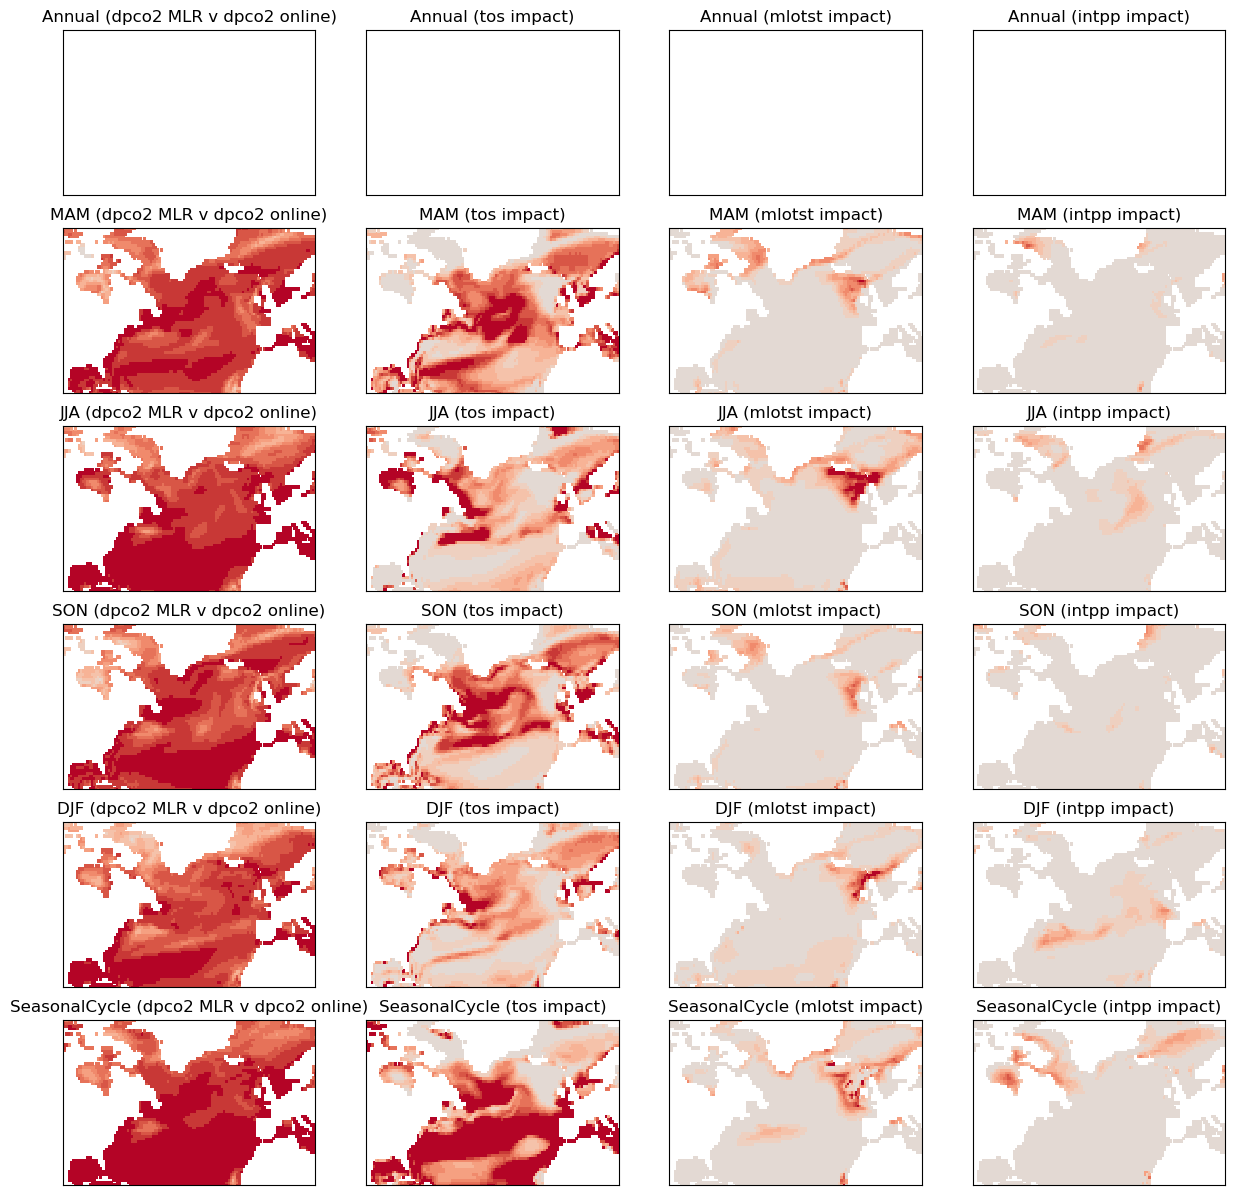 Annual (dpco2 MLR v dpco2 online)
Annual (tos impact)
Annual (mlotst impact)
Annual (intpp impact)
MAM (dpco2 MLR v dpco2 online)
MAM (tos impact)
MAM (mlotst impact)
MAM (intpp impact)
JJA (dpco2 MLR v dpco2 online)
JJA (tos impact)
JJA (mlotst impact)
JJA (intpp impact)
SON (dpco2 MLR v dpco2 online)
SON (tos impact)
SON (mlotst impact)
SON (intpp impact)
DJF (dpco2 MLR v dpco2 online)
DJF (tos impact)
DJF (mlotst impact)
DJF (intpp impact)
SeasonalCycle (dpco2 MLR v dpco2 online)
SeasonalCycle (tos impact)
SeasonalCycle (mlotst impact)
SeasonalCycle (intpp impact)